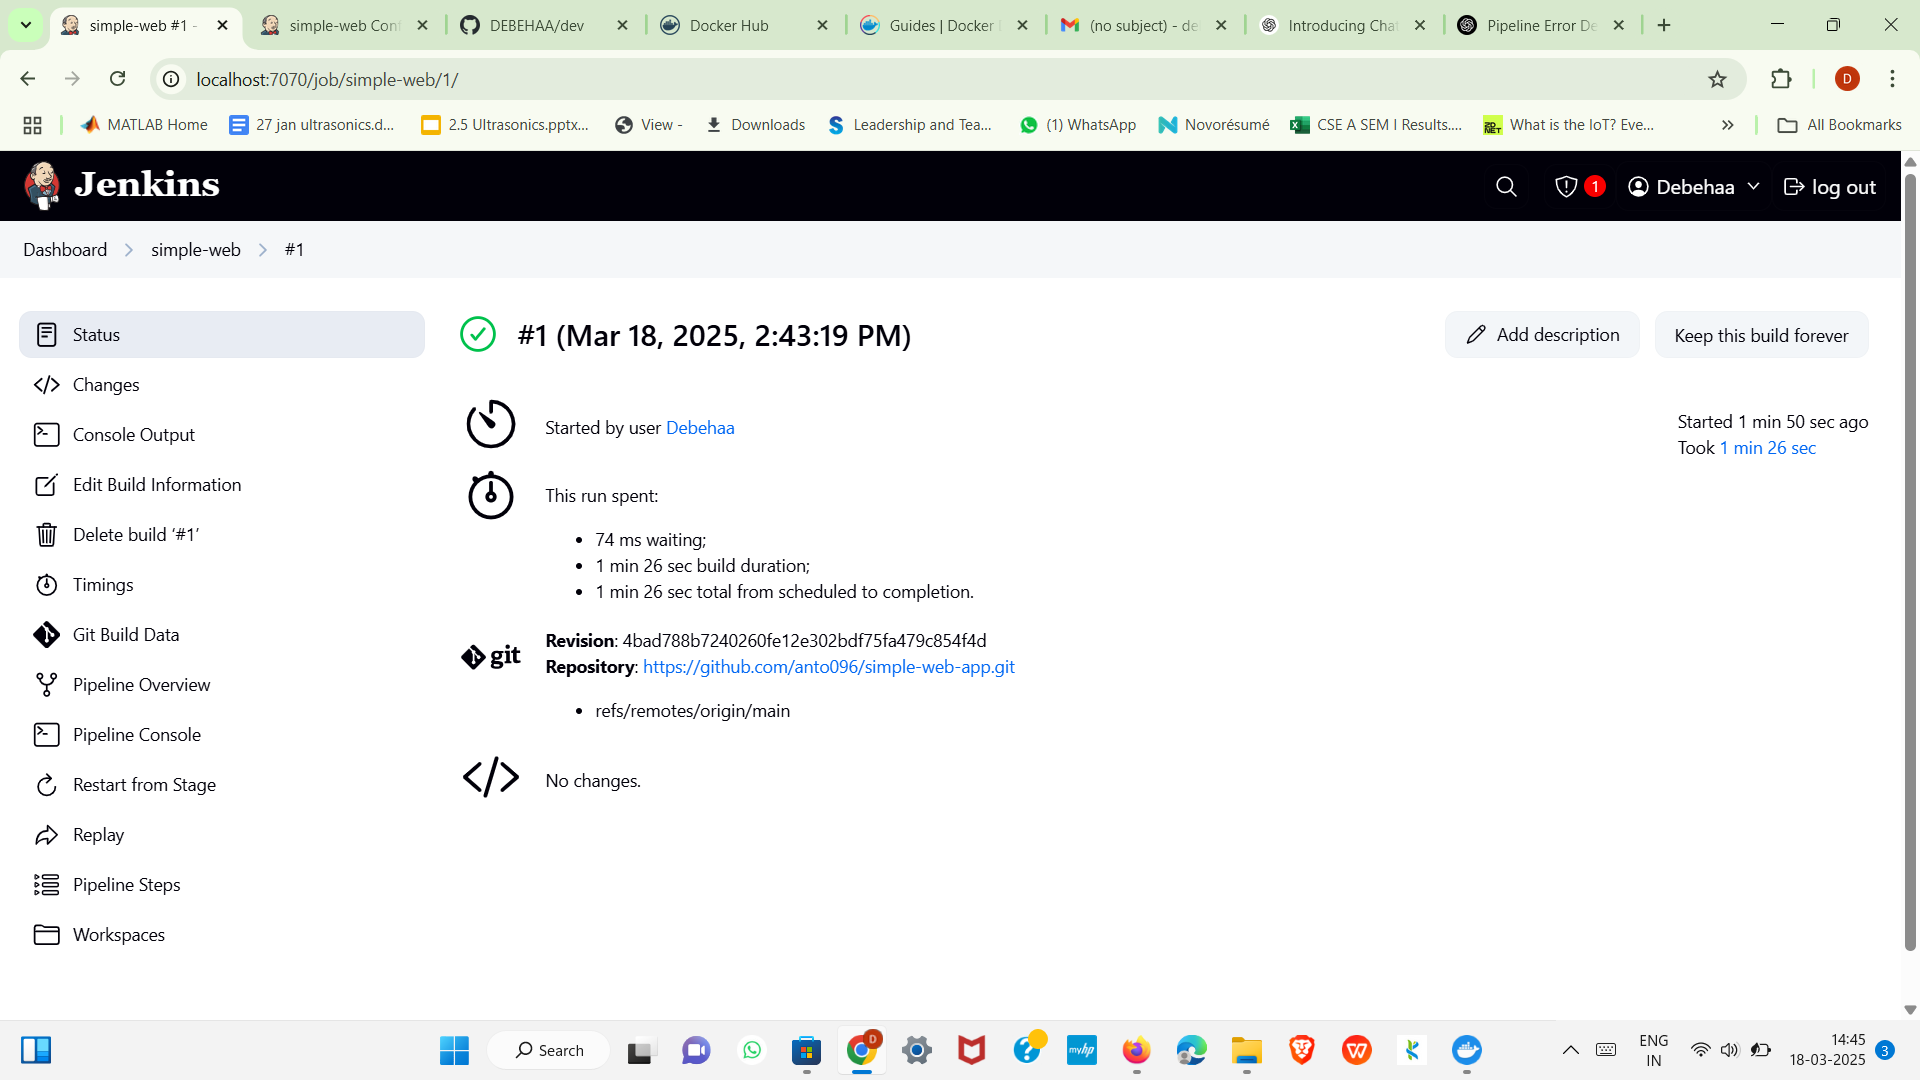 simple-web #1 -
simple-web Conf
DEBEHAA/dev
Docker Hub
Guides | Docker
(no subject) - de
Introducing Chat
Pipeline Error De
localhost:7070/job/simple-web/1/
D
MATLAB Home
27 jan ultrasonics.d...
2.5 Ultrasonics.pptx...
View -
Downloads
Leadership and Tea...
(1) WhatsApp
Novorésumé
CSE A SEM I Results....
What is the IoT? Eve...
All Bookmarks
Jenkins
1
Debehaa
log out
Dashboard
simple-web
#1
Status
Changes
Console Output
Edit Build Information
Delete build ‘#1’
Timings
Git Build Data
Pipeline Overview
Pipeline Console
Restart from Stage
Replay
Pipeline Steps
Workspaces
#1 (Mar 18, 2025, 2:43:19 PM)
Add description
Keep this build forever
Started by user Debehaa
Started 1 min 50 sec ago
Took 1 min 26 sec
This run spent:
• 74 ms waiting;
• 1 min 26 sec build duration;
• 1 min 26 sec total from scheduled to completion.
git
Revision: 4bad788b7240260fe12e302bdf75fa479c854f4d
Repository: https://github.com/anto096/simple-web-app.git
• refs/remotes/origin/main
No changes.
Search
D
myhp
ENG
IN
14:45
18-03-2025
3